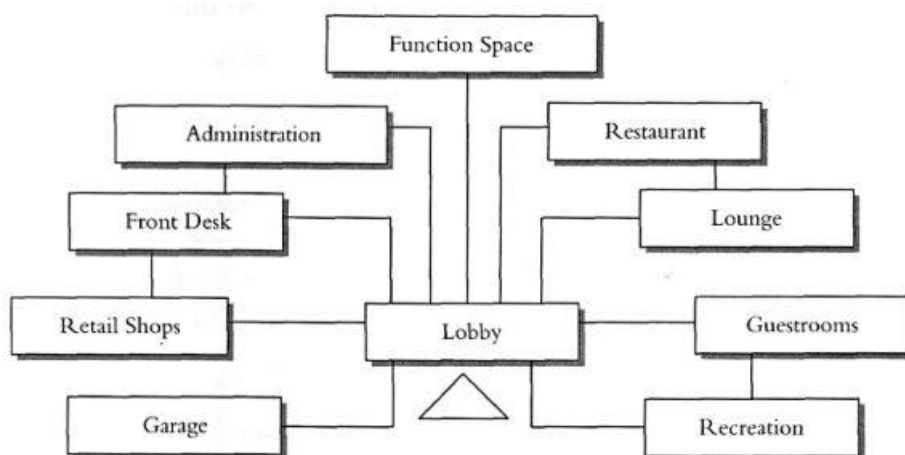 Function Space
Administration
Restaurant
Front Desk
Lounge
Retail Shops
Lobby
Guestrooms
Garage
Recreation